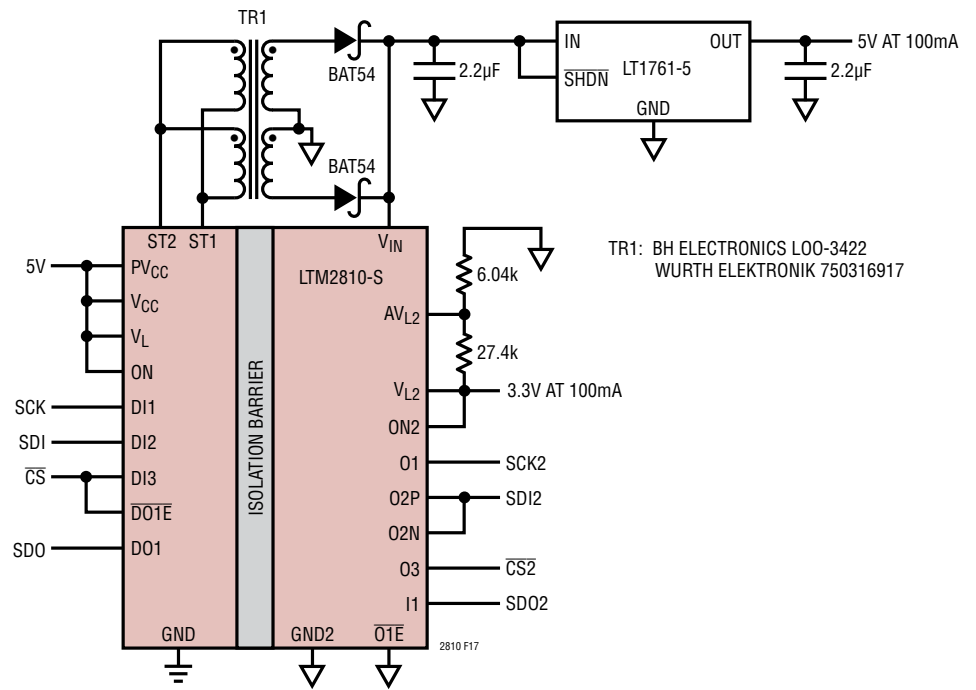 TR1
BAT54
2.2µF
IN
OUT
5V AT 100mA
SHDN
LT1761-5
2.2µF
GND
BAT54
ST2 ST1
VIN
LTM2810-S
TR1: BH ELECTRONICS LOO-3422
WURTH ELEKTRONIK 750316917
5V
PVCC
6.04k
VCC
AVL2
VL
27.4k
ON
VL2
3.3V AT 100mA
SCK
DI1
ON2
ISOLATION BARRIER
SDI
DI2
O1
SCK2
CS
DI3
O2P
SDI2
DO1E
O2N
SDO
DO1
O3
CS2
I1
SDO2
GND
GND2
O1E
2810 F17